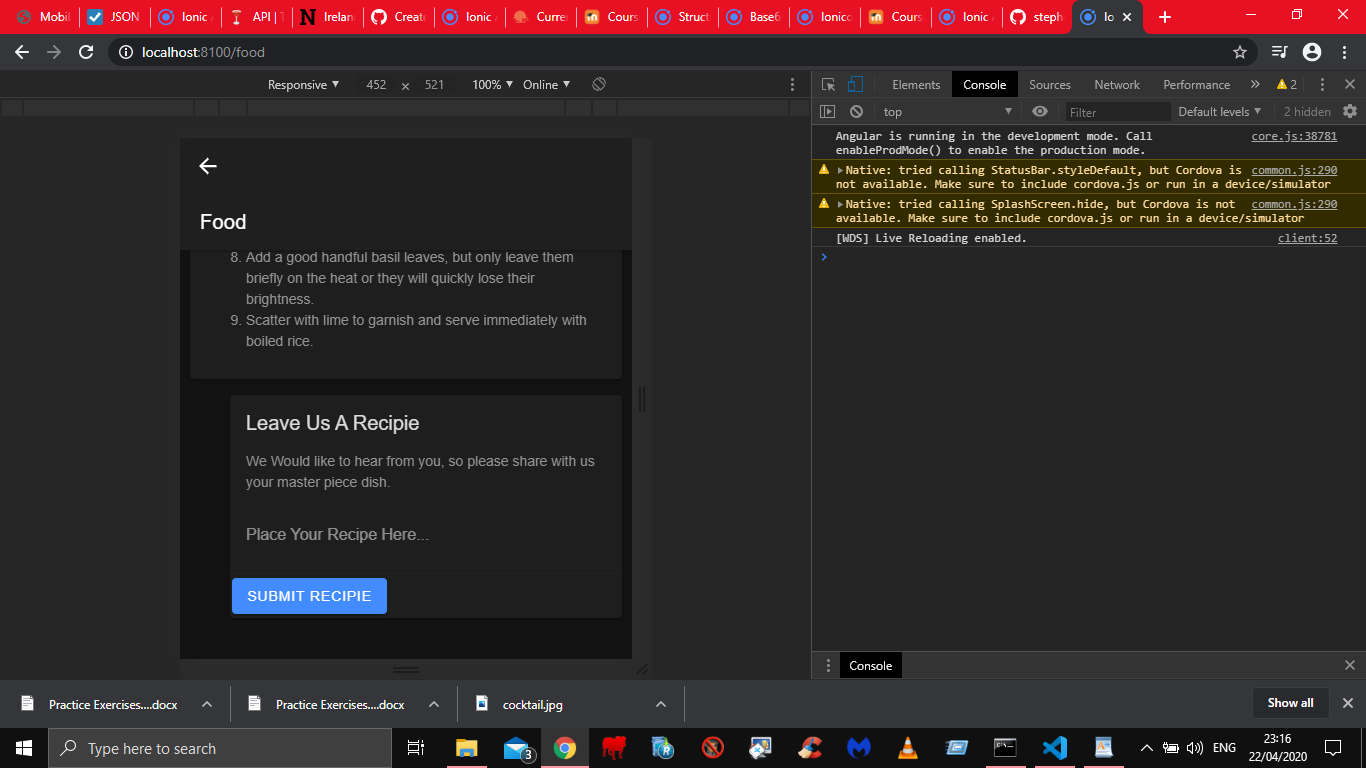 Mobil
JSON
Ionic A
API | T
Irelan
Create
Ionic A
Curre
Cours
Struct
Base6
Ionico
Cours
Ionic A
steph
Io
localhost:8100/food
Responsive 452 x 521 100% Online
Elements Console Sources Network Performance 2
top Filter Default levels 2 hidden
Angular is running in the development mode. Call core.js:38781
enableProdMode() to enable the production mode.
Native: tried calling StatusBar.styleDefault, but Cordova is common.js:290
not available. Make sure to include cordova.js or run in a device/simulator
Native: tried calling SplashScreen.hide, but Cordova is not common.js:290
available. Make sure to include cordova.js or run in a device/simulator
[WDS] Live Reloading enabled. client:52
Food
8. Add a good handful basil leaves, but only leave them
briefly on the heat or they will quickly lose their
brightness.
9. Scatter with lime to garnish and serve immediately with
boiled rice.
Leave Us A Recipie
We Would like to hear from you, so please share with us
your master piece dish.
Place Your Recipe Here...
SUBMIT RECIPIE
Console
Practice Exercises....docx
Practice Exercises....docx
cocktail.jpg
Show all
Type here to search
3
ENG
23:16
22/04/2020